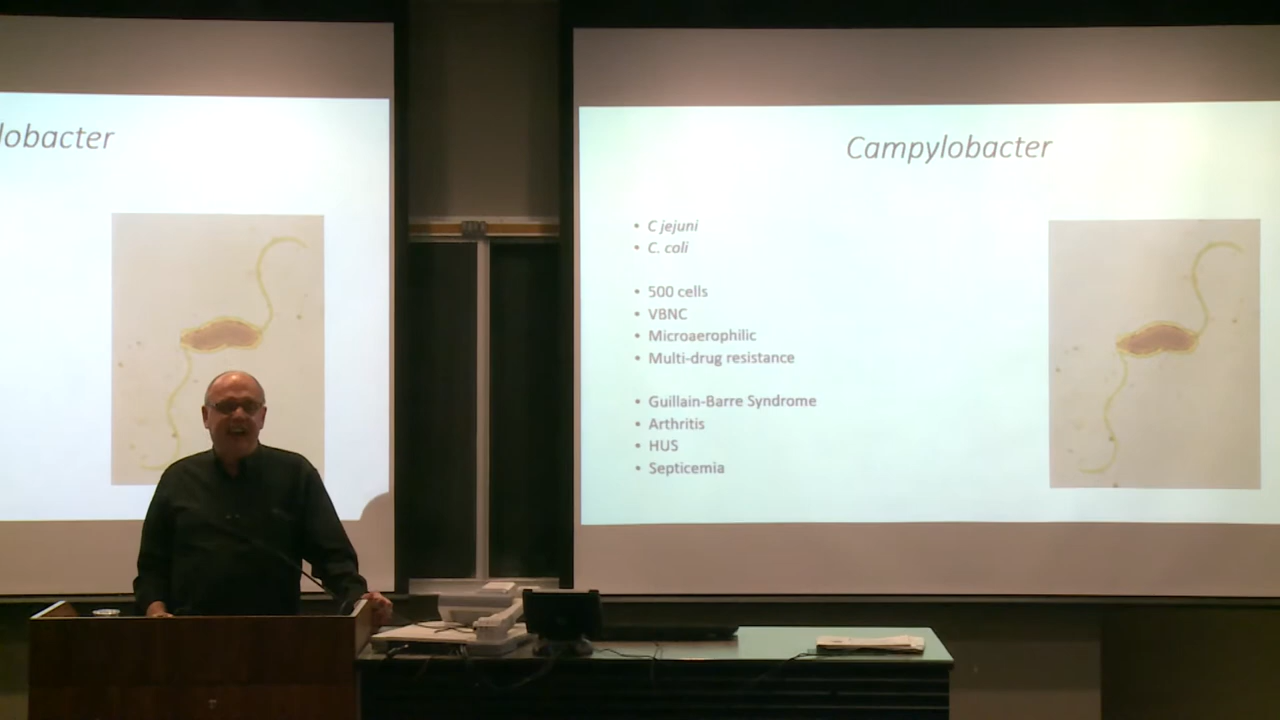 lobacter
Campylobacter
• C jejuni
• C. coli
• 500 cells
• VBNC
• Microaerophilic
• Multi-drug resistance
• Guillain-Barre Syndrome
• Arthritis
• HUS
• Septicemia